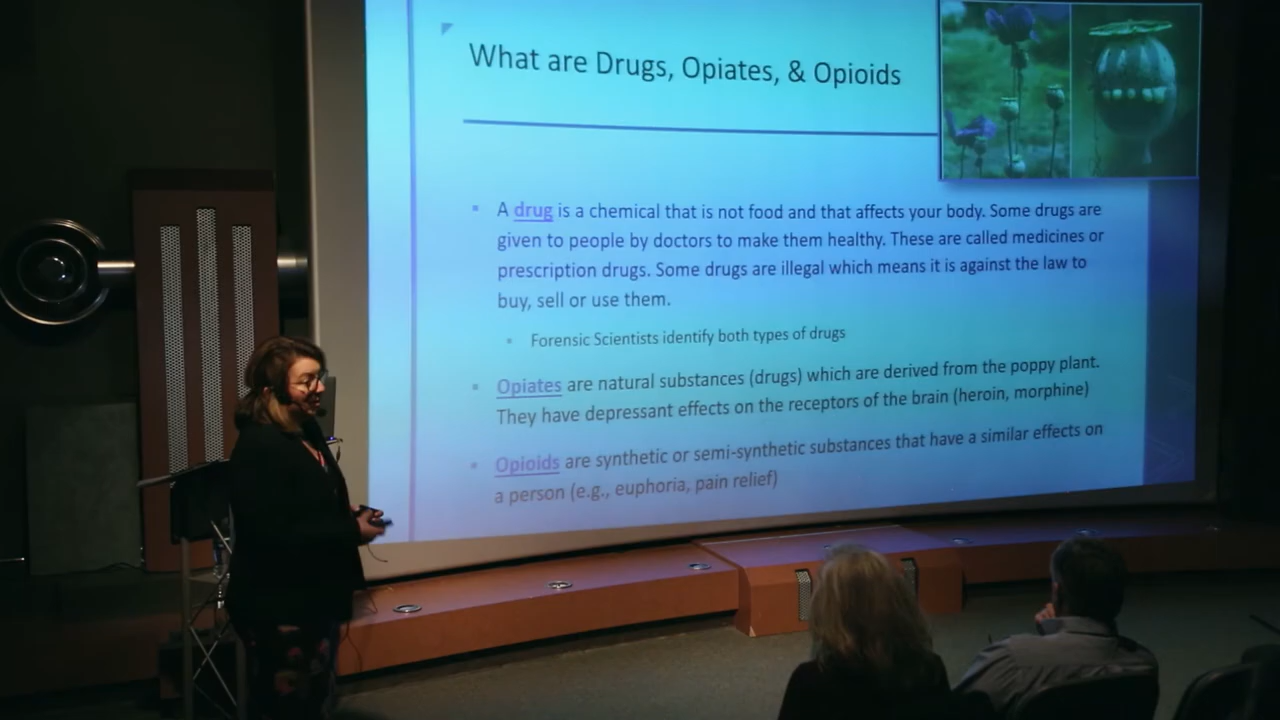 What are Drugs, Opiates, & Opioids
A drug is a chemical that is not food and that affects your body. Some drugs are
given to people by doctors to make them healthy. These are called medicines or
prescription drugs. Some drugs are illegal which means it is against the law to
buy, sell or use them.
Forensic Scientists identify both types of drugs
Opiates are natural substances (drugs) which are derived from the poppy plant.
They have depressant effects on the receptors of the brain (heroin, morphine)
Opioids are synthetic or semi-synthetic substances that have a similar effects on
a person (e.g., euphoria, pain relief)